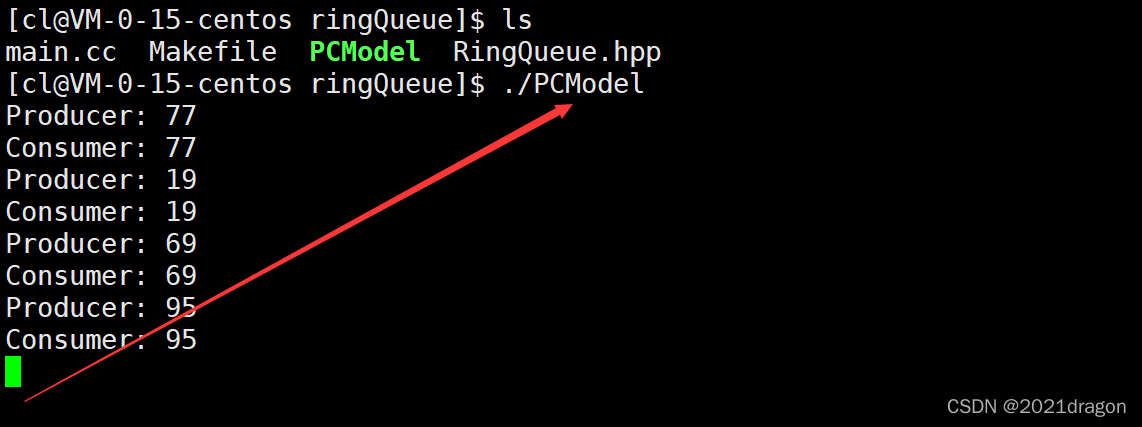 [cl@VM-0-15-centos ringQueue]$ ls
main.cc  Makefile  PCModel  RingQueue.hpp
[cl@VM-0-15-centos ringQueue]$ ./PCModel
Producer: 77
Consumer: 77
Producer: 19
Consumer: 19
Producer: 69
Consumer: 69
Producer: 95
Consumer: 95
CSDN @2021dragon